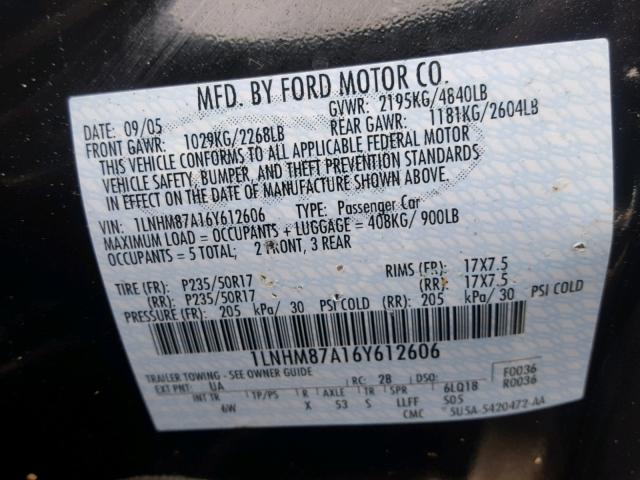 MFD. BY FORD MOTOR CO.
DATE: 09/05 GVWR: 2195KG/4840LB
FRONT GAWR: 1029KG/2268LB REAR GAWR: 1181KG/2604LB
THIS VEHICLE CONFORMS TO ALL APPLICABLE FEDERAL MOTOR
VEHICLE SAFETY, BUMPER, AND THEFT PREVENTION STANDARDS
IN EFFECT ON THE DATE OF MANUFACTURE SHOWN ABOVE.
VIN: 1LNHM87A16Y612606 TYPE: Passenger Car
MAXIMUM LOAD = OCCUPANTS + LUGGAGE = 408KG/ 900LB
OCCUPANTS = 5 TOTAL; 2 FRONT, 3 REAR
TIRE (FR): P235/50R17 RIMS (FR): 17X7.5
(RR): P235/50R17 (RR): 17X7.5
PRESSURE (FR): 205 kPa/ 30 PSI COLD (RR): 205 kPa/ 30 PSI COLD
1LNHM87A16Y612606
TRAILER TOWING - SEE OWNER GUIDE F0036
EXT PNT: UA RC: 2B DSO: 6LQ18 R0036
INT TR TP/PS R AXLE TR SPR S05
6W X 53 S LLFF
CMC 5U5A-5420472-AA